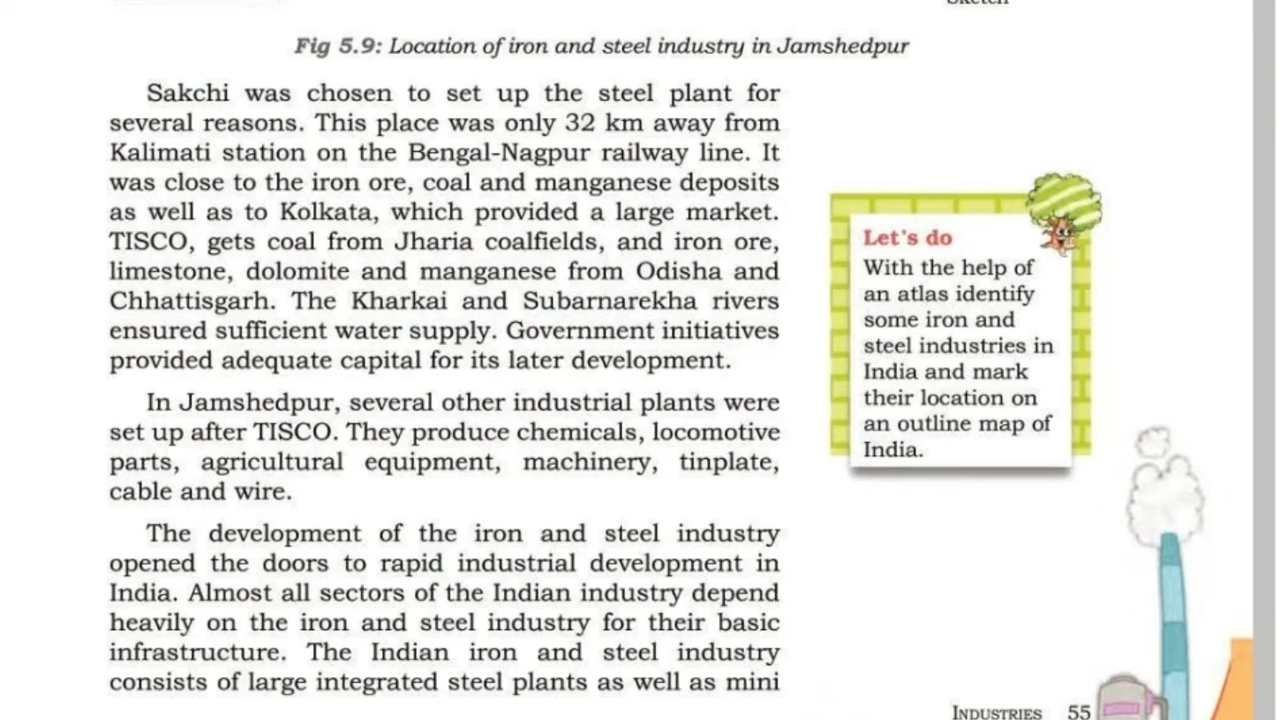 Sketch
Fig 5.9: Location of iron and steel industry in Jamshedpur
Sakchi was chosen to set up the steel plant for
several reasons. This place was only 32 km away from
Kalimati station on the Bengal-Nagpur railway line. It
was close to the iron ore, coal and manganese deposits
as well as to Kolkata, which provided a large market.
TISCO, gets coal from Jharia coalfields, and iron ore,
limestone, dolomite and manganese from Odisha and
Chhattisgarh. The Kharkai and Subarnarekha rivers
ensured sufficient water supply. Government initiatives
provided adequate capital for its later development.
In Jamshedpur, several other industrial plants were
set up after TISCO. They produce chemicals, locomotive
parts, agricultural equipment, machinery, tinplate,
cable and wire.
The development of the iron and steel industry
opened the doors to rapid industrial development in
India. Almost all sectors of the Indian industry depend
heavily on the iron and steel industry for their basic
infrastructure. The Indian iron and steel industry
consists of large integrated steel plants as well as mini
Let's do
With the help of
an atlas identify
some iron and
steel industries in
India and mark
their location on
an outline map of
India.
INDUSTRIES 55